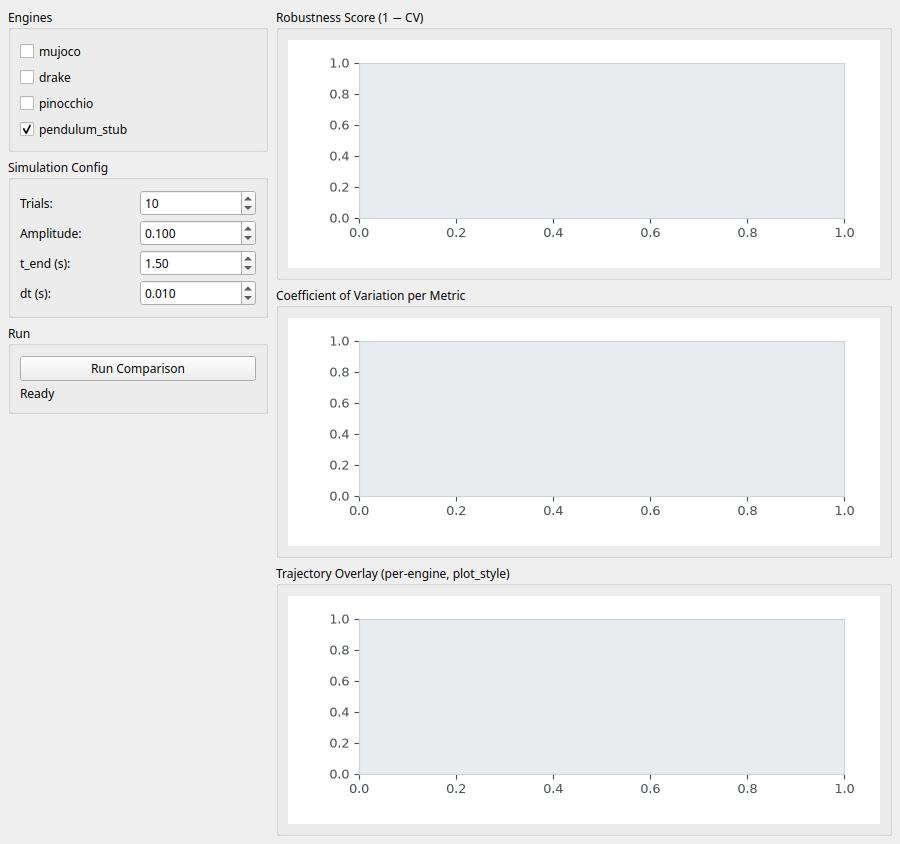 Engines
mujoco
drake
pinocchio
pendulum_stub
Simulation Config
Trials: 10
Amplitude: 0.100
t_end (s): 1.50
dt (s): 0.010
Run
Run Comparison
Ready
Robustness Score (1 − CV)
1.0
0.8
0.6
0.4
0.2
0.0
0.0 0.2 0.4 0.6 0.8 1.0
Coefficient of Variation per Metric
1.0
0.8
0.6
0.4
0.2
0.0
0.0 0.2 0.4 0.6 0.8 1.0
Trajectory Overlay (per-engine, plot_style)
1.0
0.8
0.6
0.4
0.2
0.0
0.0 0.2 0.4 0.6 0.8 1.0